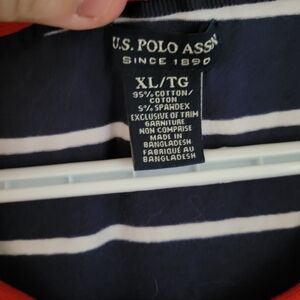 U.S. POLO ASSN
SINCE 1890
XL/TG
95% COTTON/
COTON
5% SPANDEX
EXCLUSIVE OF TRIM
GARNITURE
NON COMPRISE
MADE IN
BANGLADESH
FABRIQUÉ AU
BANGLADESH